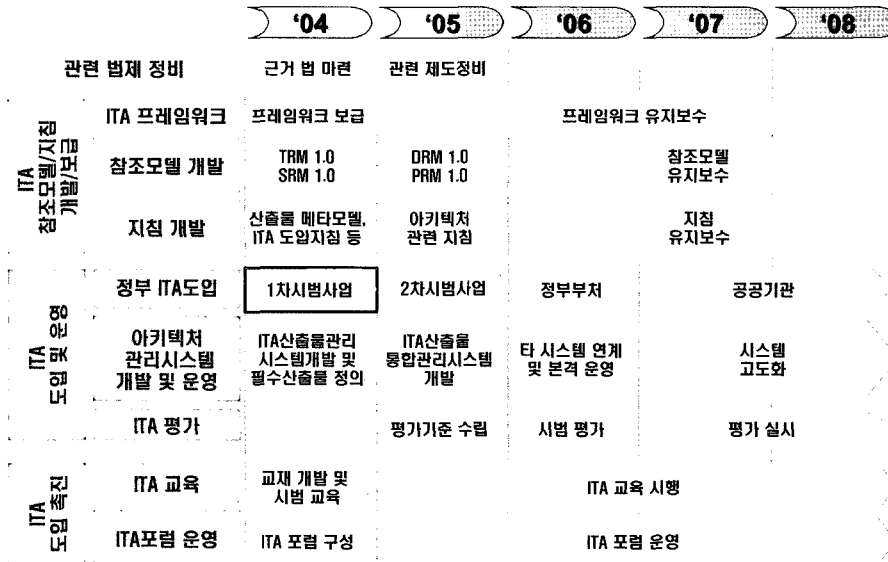 ‘04 ‘05 ‘06 ‘07 ‘08
관련 법제 정비 근거 법 마련 관련 제도정비
ITA
참조모델/지침
개발/보급
ITA 프레임워크 프레임워크 보급 프레임워크 유지보수
참조모델 개발
TRM 1.0
SRM 1.0
DRM 1.0
PRM 1.0
참조모델
유지보수
지침 개발
산출물 메타모델,
ITA 도입지침 등
아키텍처
관련 지침
지침
유지보수
ITA
도입 및 운영
정부 ITA도입 1차시범사업 2차시범사업 정부부처 공공기관
아키텍처
관리시스템
개발 및 운영
ITA산출물관리
시스템개발 및
필수산출물 정의
ITA산출물
통합관리시스템
개발
타 시스템 연계
및 본격 운영
시스템
고도화
ITA 평가 평가기준 수립 시범 평가 평가 실시
ITA
도입 촉진
ITA 교육
교재 개발 및
시범 교육
ITA 교육 시행
ITA포럼 운영 ITA 포럼 구성 ITA 포럼 운영